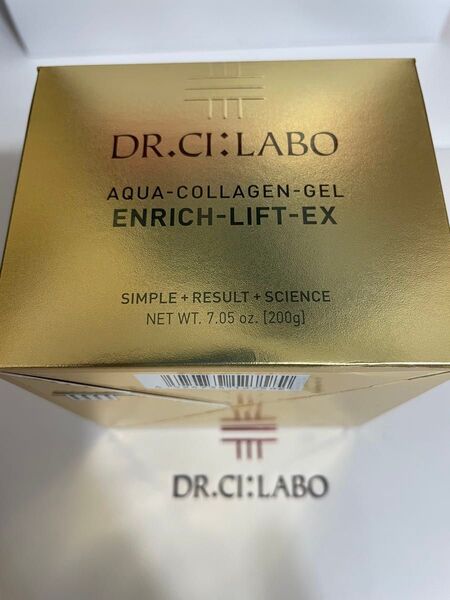 DR.CI:LABO
AQUA-COLLAGEN-GEL
ENRICH-LIFT-EX
SIMPLE + RESULT + SCIENCE
NET WT. 7.05 oz. [200g]
DR.CI:LABO